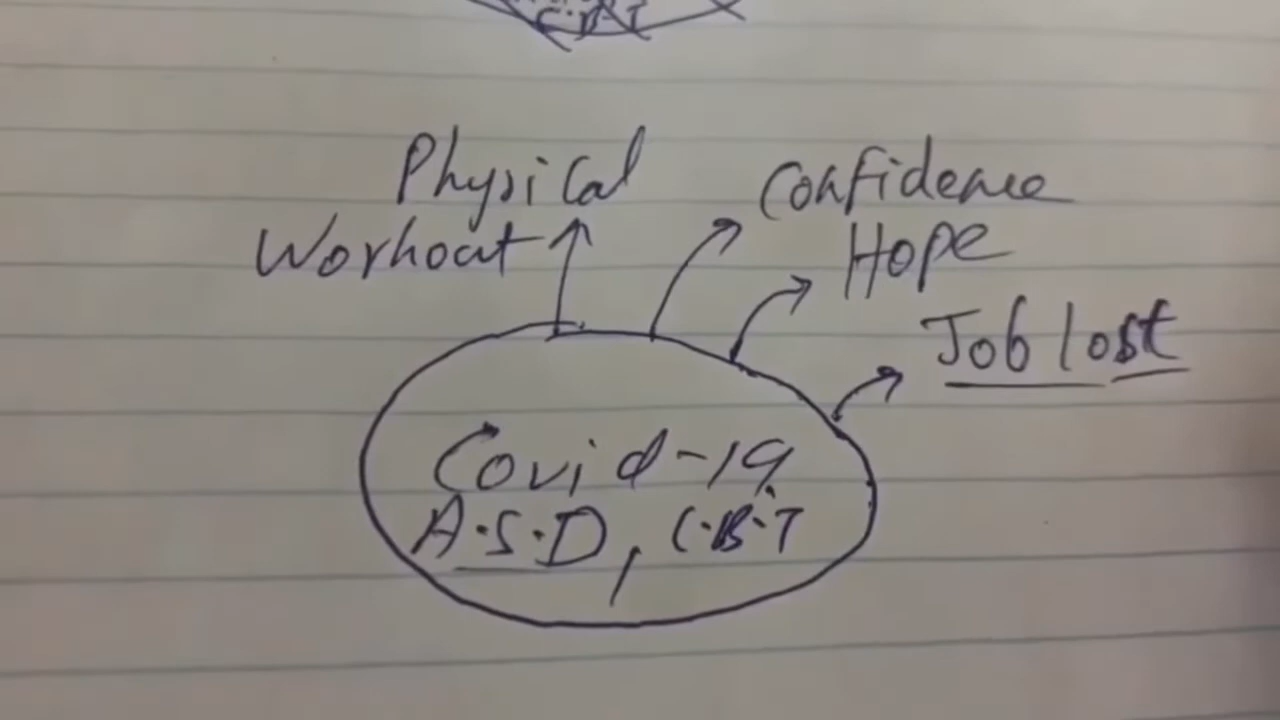 C.B.T
Physical
Workout
Confidence
Hope
Job lost
Covid-19
A.S.D, C.B.T